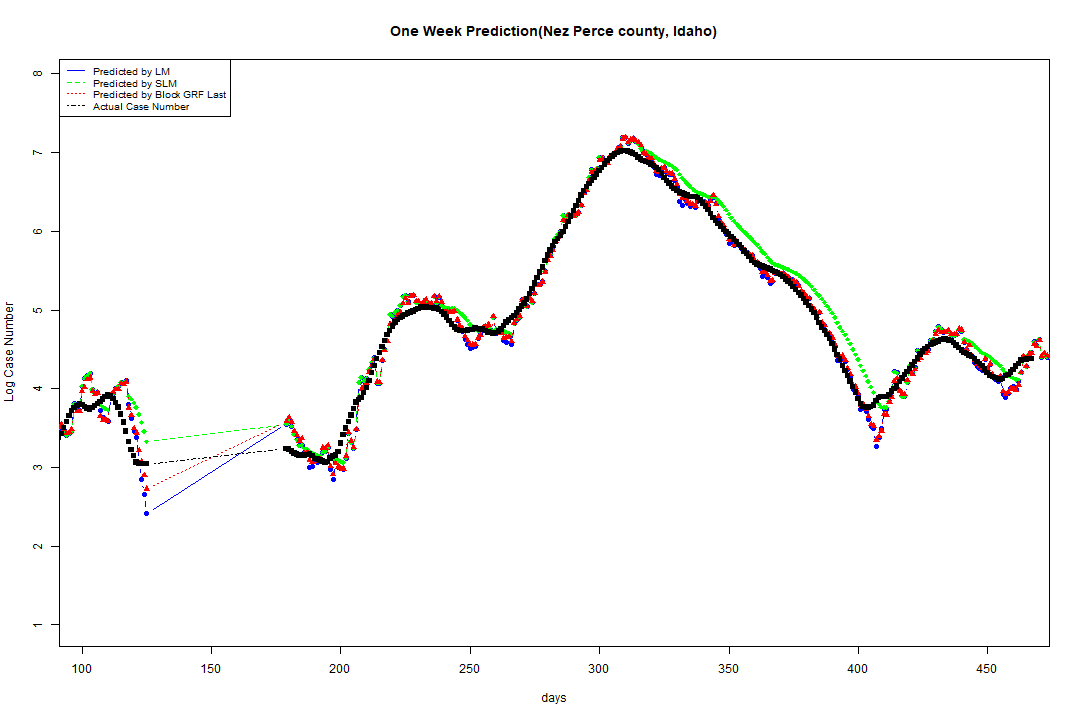 One Week Prediction(Nez Perce county, Idaho)
Predicted by LM
Predicted by SLM
Predicted by Block GRF Last
Actual Case Number
8
7
6
5
4
3
2
1
Log Case Number
100 150 200 250 300 350 400 450
days